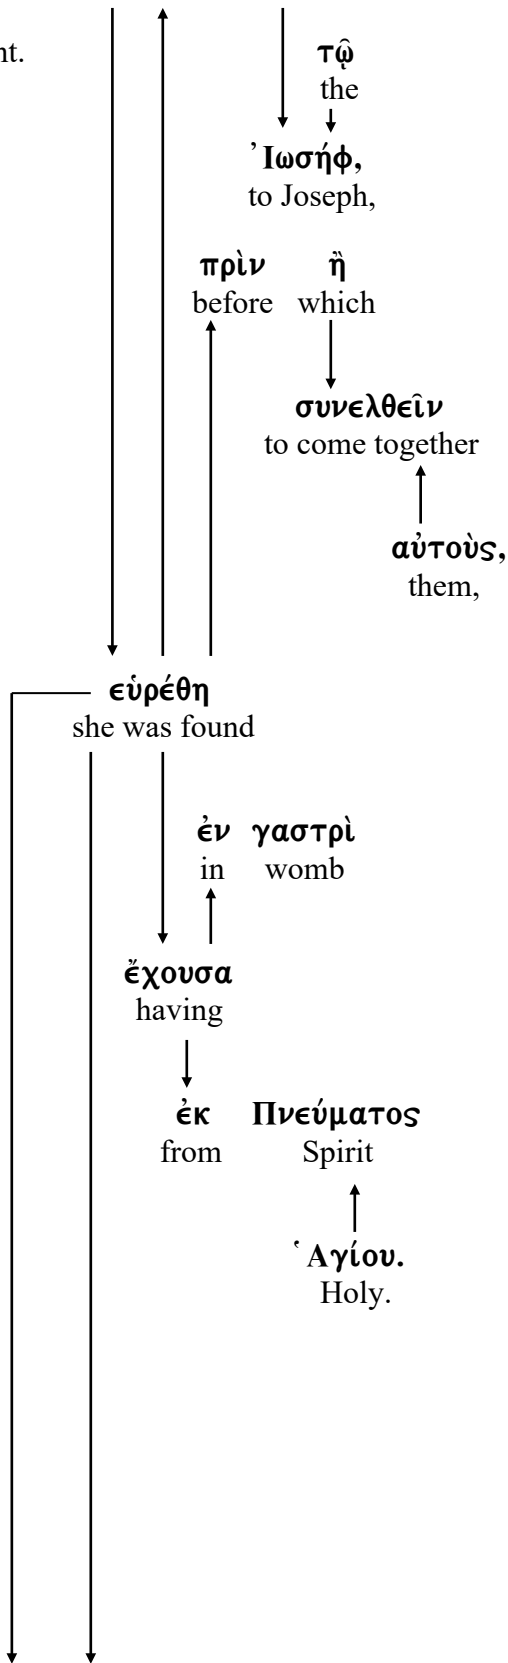 nt.
τῷ
the
Ἰωσήφ,
to Joseph,
πρὶν ἢ
before which
συνελθεῖν
to come together
αὐτοὺς,
them,
εὑρέθη
she was found
ἐν γαστρὶ
in womb
ἔχουσα
having
ἐκ Πνεύματος
from Spirit
Ἁγίου.
Holy.